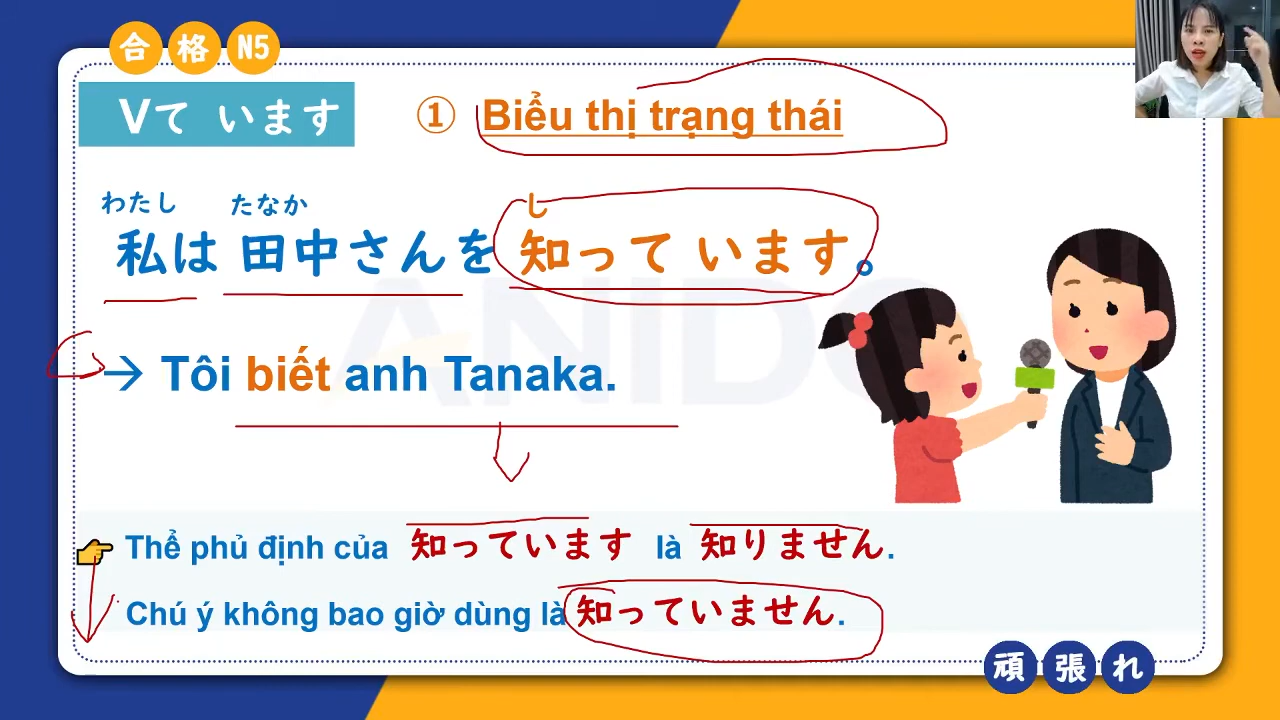 合 格 N5
Vて います ① Biểu thị trạng thái
わたし たなか し
私は 田中さんを 知って います。
→ Tôi biết anh Tanaka.
ANIDO
Thể phủ định của 知っています là 知りません.
Chú ý không bao giờ dùng là 知っていません.
頑 張 れ